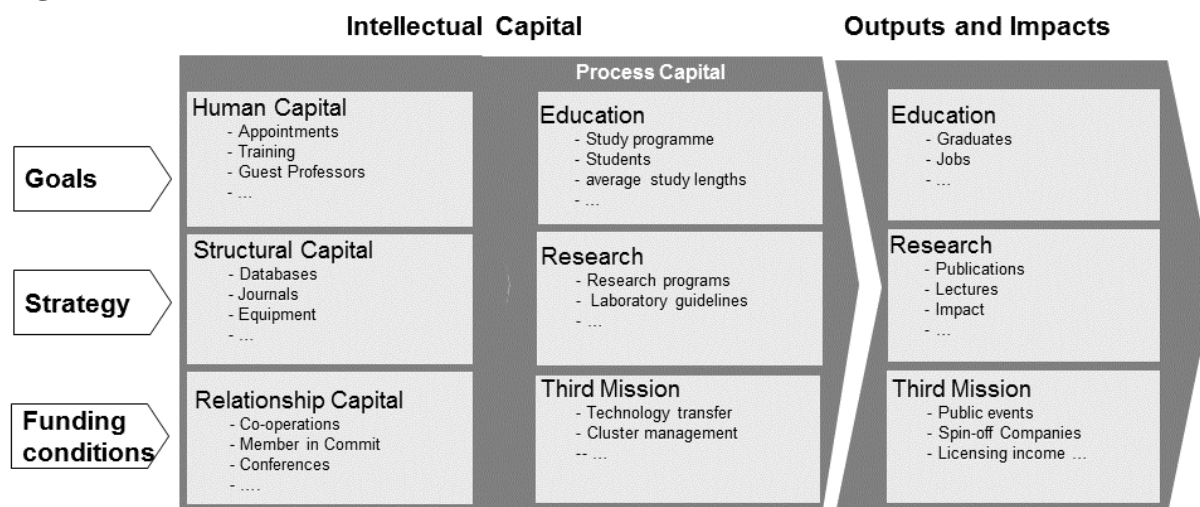 Intellectual Capital
Outputs and Impacts
Process Capital
Goals
Strategy
Funding
conditions
Human Capital
- Appointments
- Training
- Guest Professors
- ...
Structural Capital
- Databases
- Journals
- Equipment
- ...
Relationship Capital
- Co-operations
- Member in Commit
- Conferences
- ....
Education
- Study programme
- Students
- average study lengths
- ...
Research
- Research programs
- Laboratory guidelines
- ...
Third Mission
- Technology transfer
- Cluster management
-- ...
Education
- Graduates
- Jobs
- ...
Research
- Publications
- Lectures
- Impact
- ...
Third Mission
- Public events
- Spin-off Companies
- Licensing income ...